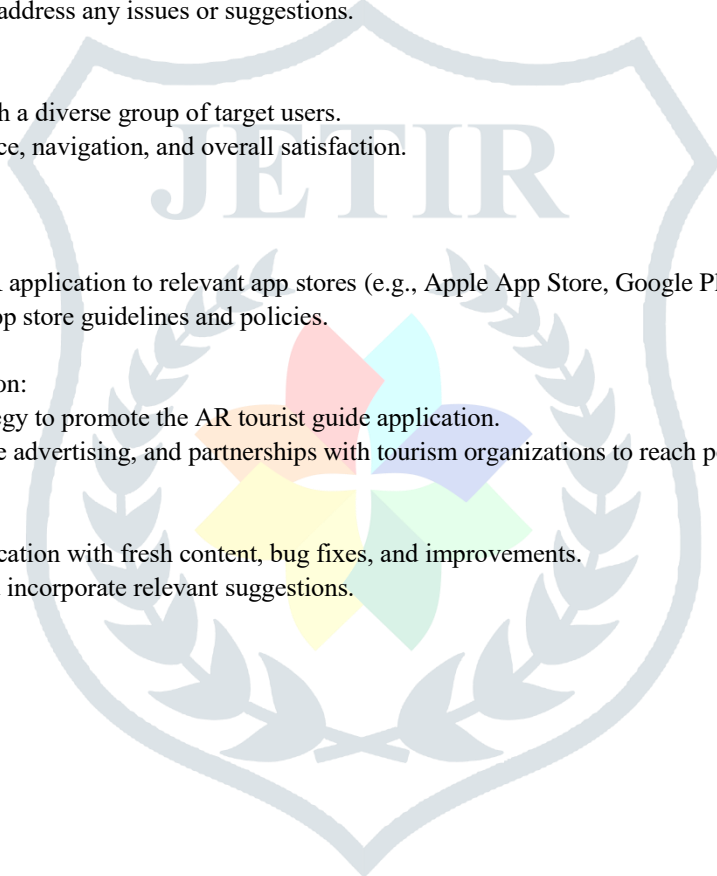 address any issues or suggestions.
h a diverse group of target users.
ce, navigation, and overall satisfaction.
JETIR
application to relevant app stores (e.g., Apple App Store, Google Pl
pp store guidelines and policies.
on:
egy to promote the AR tourist guide application.
e advertising, and partnerships with tourism organizations to reach p
cation with fresh content, bug fixes, and improvements.
incorporate relevant suggestions.